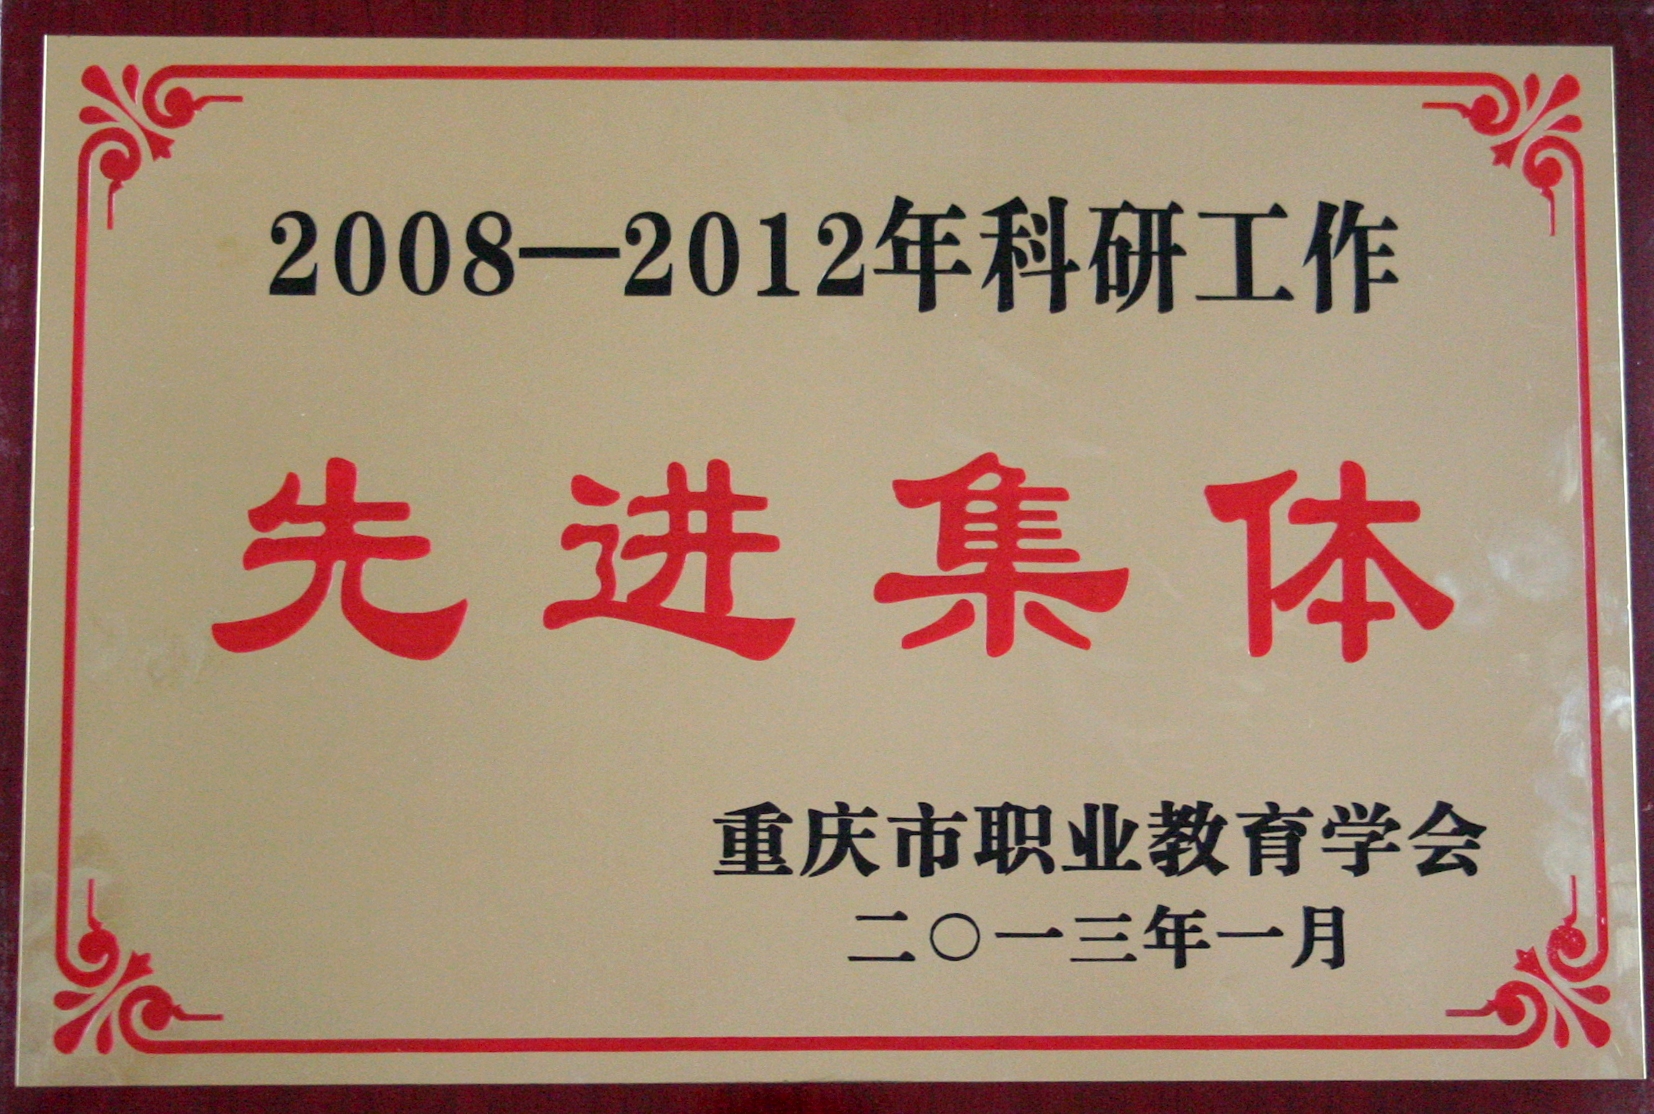 2008—2012年科研工作
先进集体
重庆市职业教育学会
二〇一三年一月